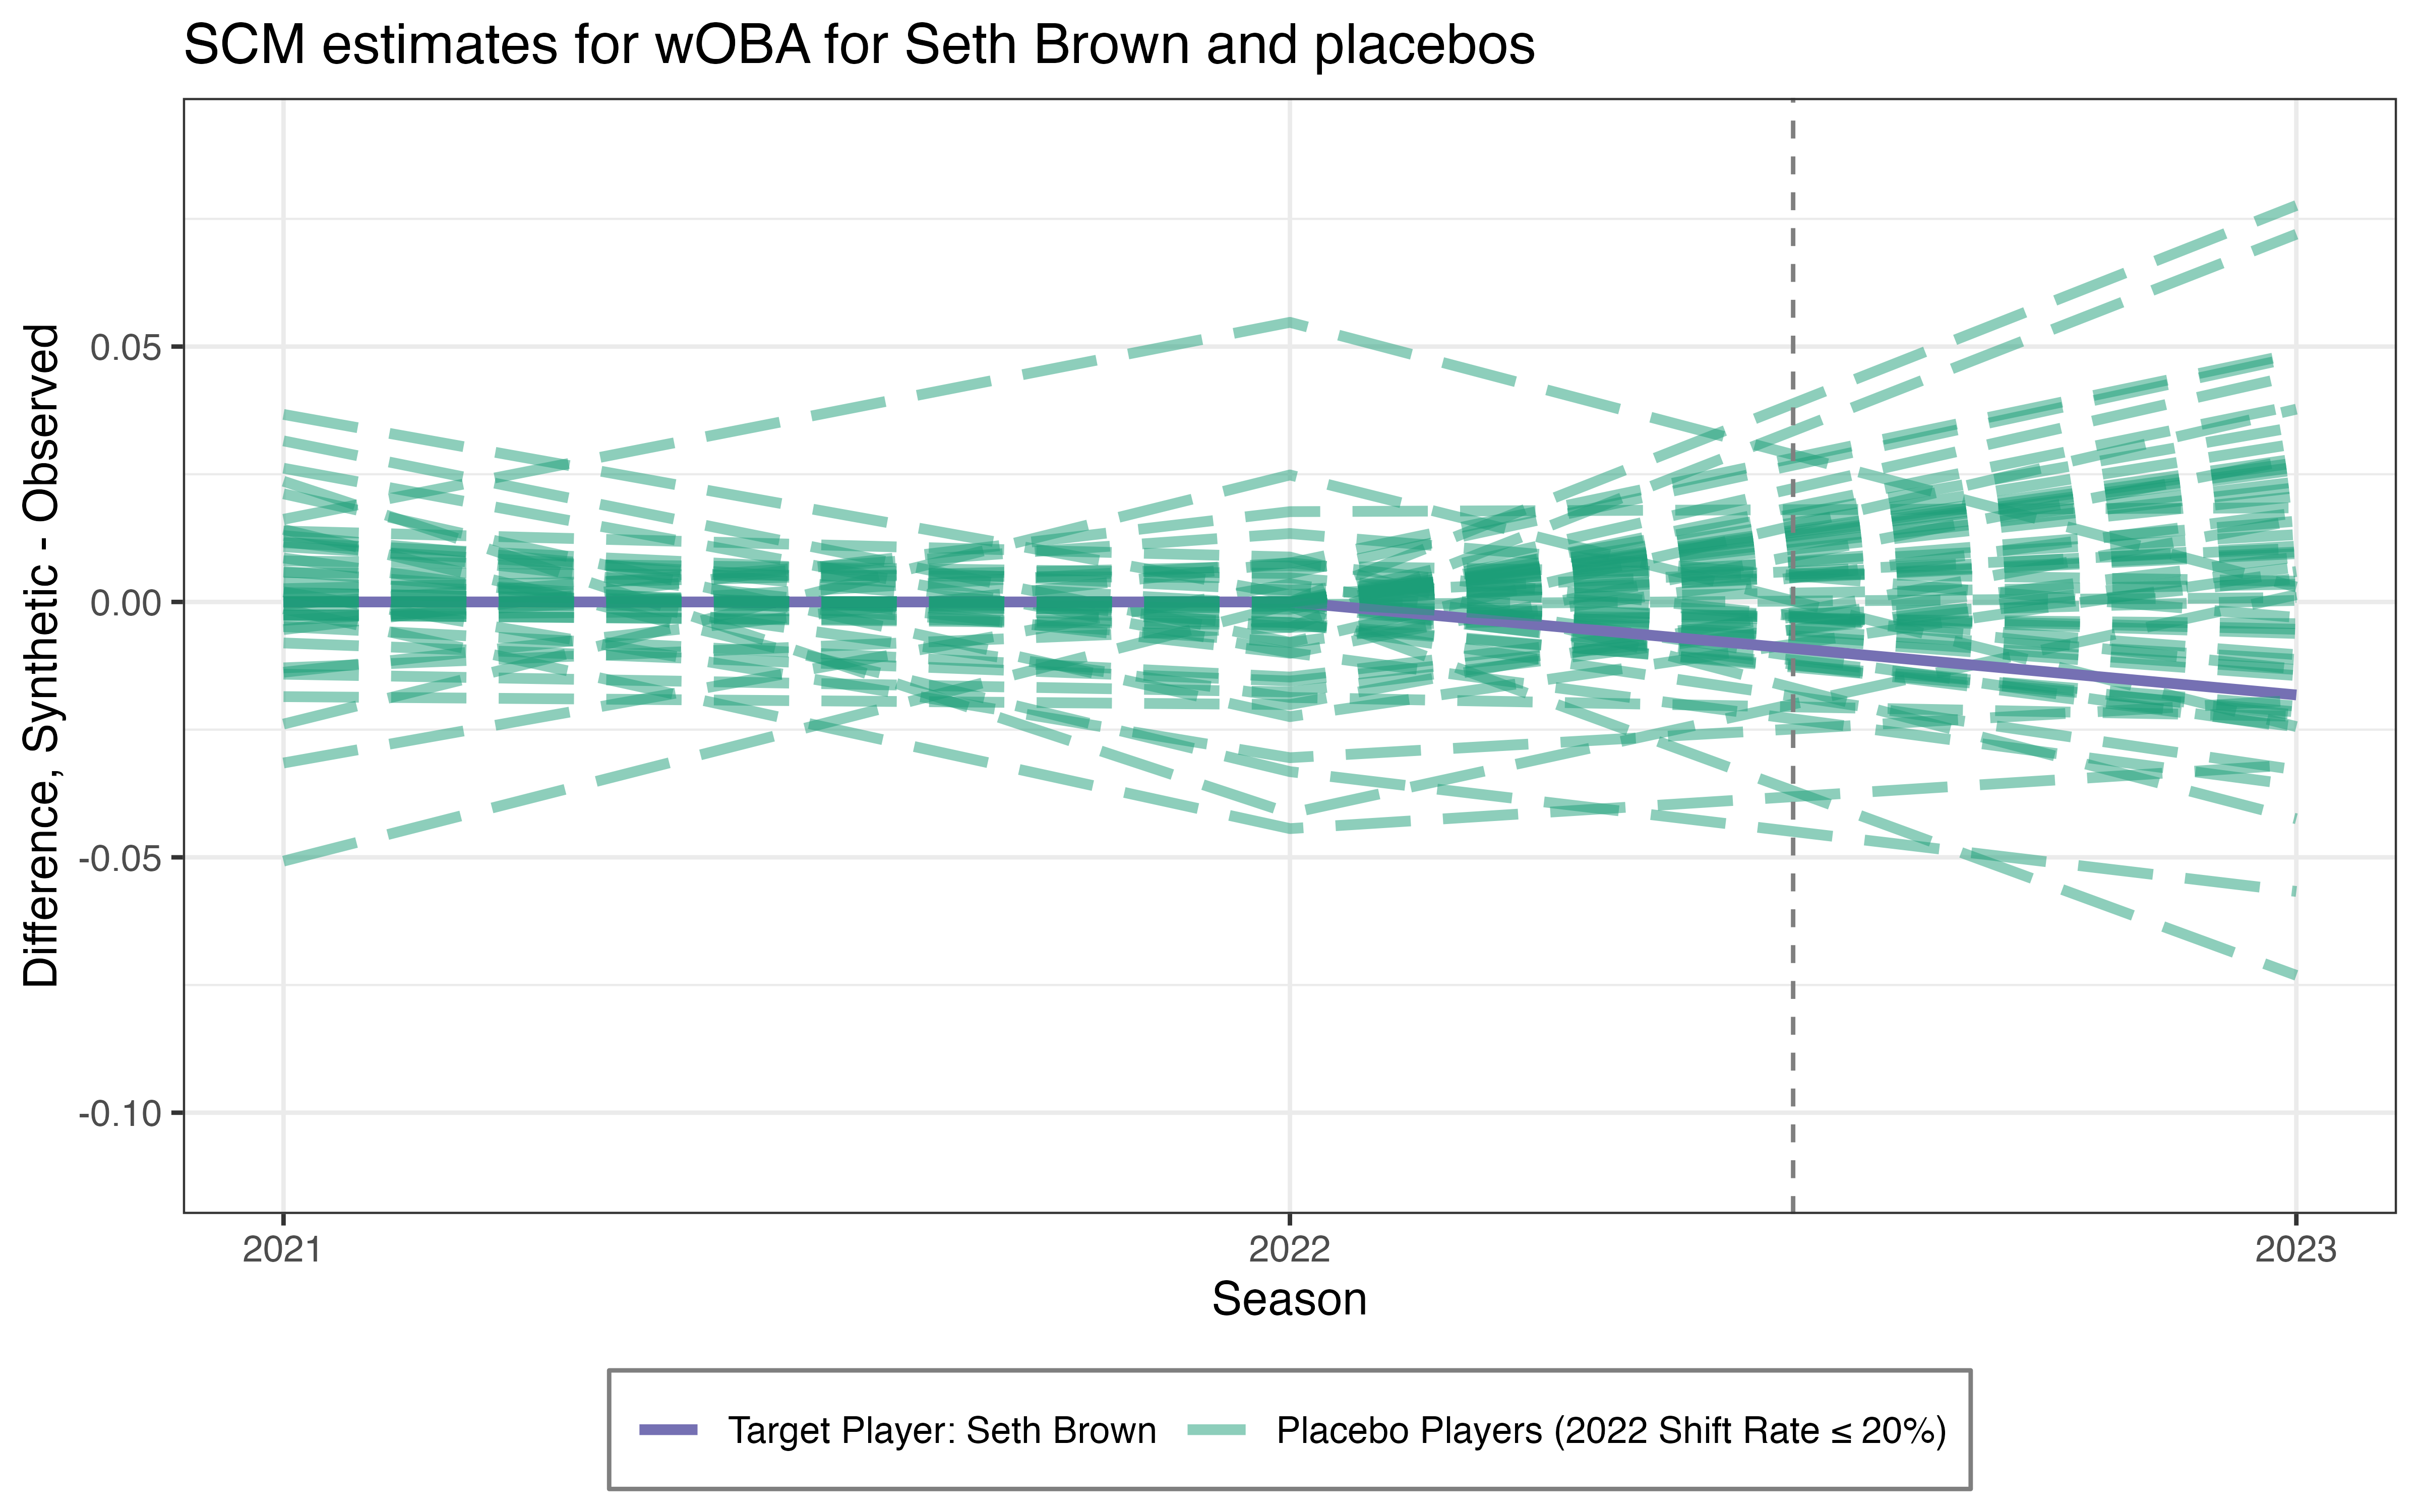 SCM estimates for wOBA for Seth Brown and placebos
Difference, Synthetic - Observed
0.05
0.00
-0.05
-0.10
2021
2022
2023
Season
Target Player: Seth Brown
Placebo Players (2022 Shift Rate ≤ 20%)